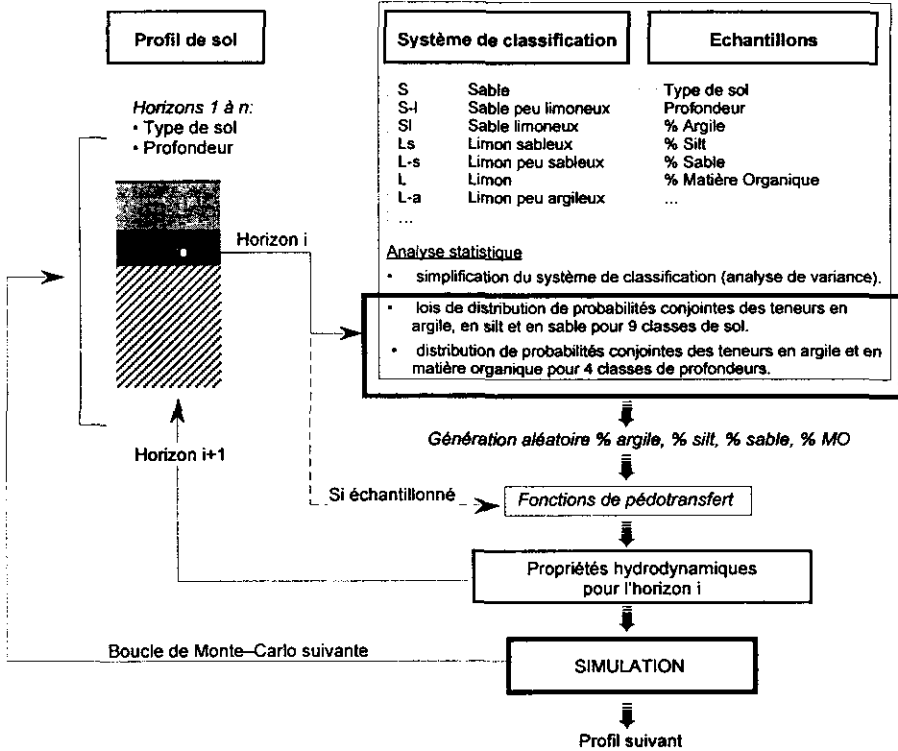 Profil de sol
Horizons 1 à n:
• Type de sol
• Profondeur
Horizon i
Horizon i+1
Système de classification
Echantillons
S Sable
S-l Sable peu limoneux
Sl Sable limoneux
Ls Limon sableux
L-s Limon peu sableux
L Limon
L-a Limon peu argileux
...
Type de sol
Profondeur
% Argile
% Silt
% Sable
% Matière Organique
...
Analyse statistique
• simplification du système de classification (analyse de variance).
• lois de distribution de probabilités conjointes des teneurs en
argile, en silt et en sable pour 9 classes de sol.
• distribution de probabilités conjointes des teneurs en argile et en
matière organique pour 4 classes de profondeurs.
Génération aléatoire % argile, % silt, % sable, % MO
Si échantillonné
Fonctions de pédotransfert
Propriétés hydrodynamiques
pour l'horizon i
Boucle de Monte–Carlo suivante
SIMULATION
Profil suivant